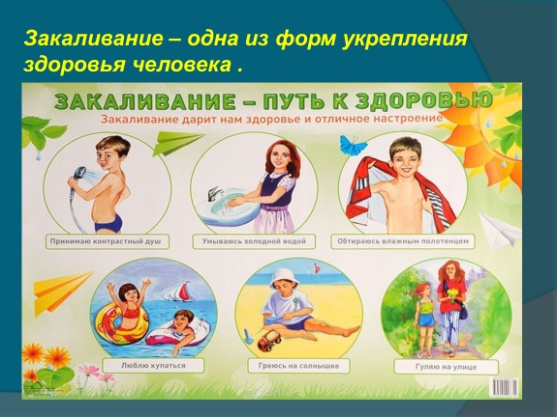 Закаливание – одна из форм укрепления
здоровья человека .
ЗАКАЛИВАНИЕ – ПУТЬ К ЗДОРОВЬЮ
Закаливание дарит нам здоровье и отличное настроение
Принимаю контрастный душ
Умываюсь холодной водой
Обтираюсь влажным полотенцем
Люблю купаться
Греюсь на солнышке
Гуляю на улице